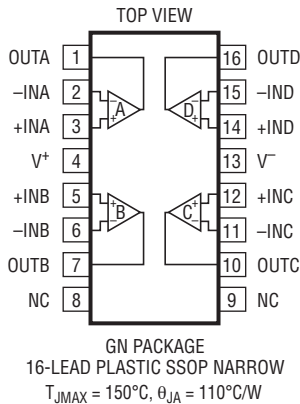 TOP VIEW
OUTA 1 16 OUTD
–INA 2 – A – D 15 –IND
+INA 3 + + 14 +IND
V+ 4 13 V–
+INB 5 + B + C 12 +INC
–INB 6 – – 11 –INC
OUTB 7 10 OUTC
NC 8 9 NC
GN PACKAGE
16-LEAD PLASTIC SSOP NARROW
TJMAX = 150°C, θJA = 110°C/W